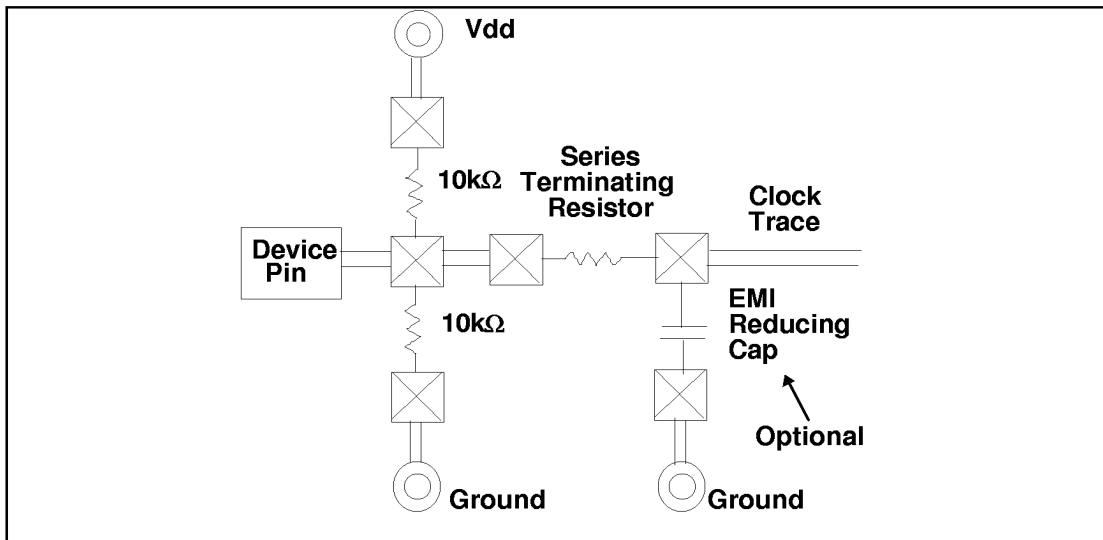 Vdd
10kΩ
Series
Terminating
Resistor
Clock
Trace
Device
Pin
10kΩ
EMI
Reducing
Cap
Optional
Ground
Ground